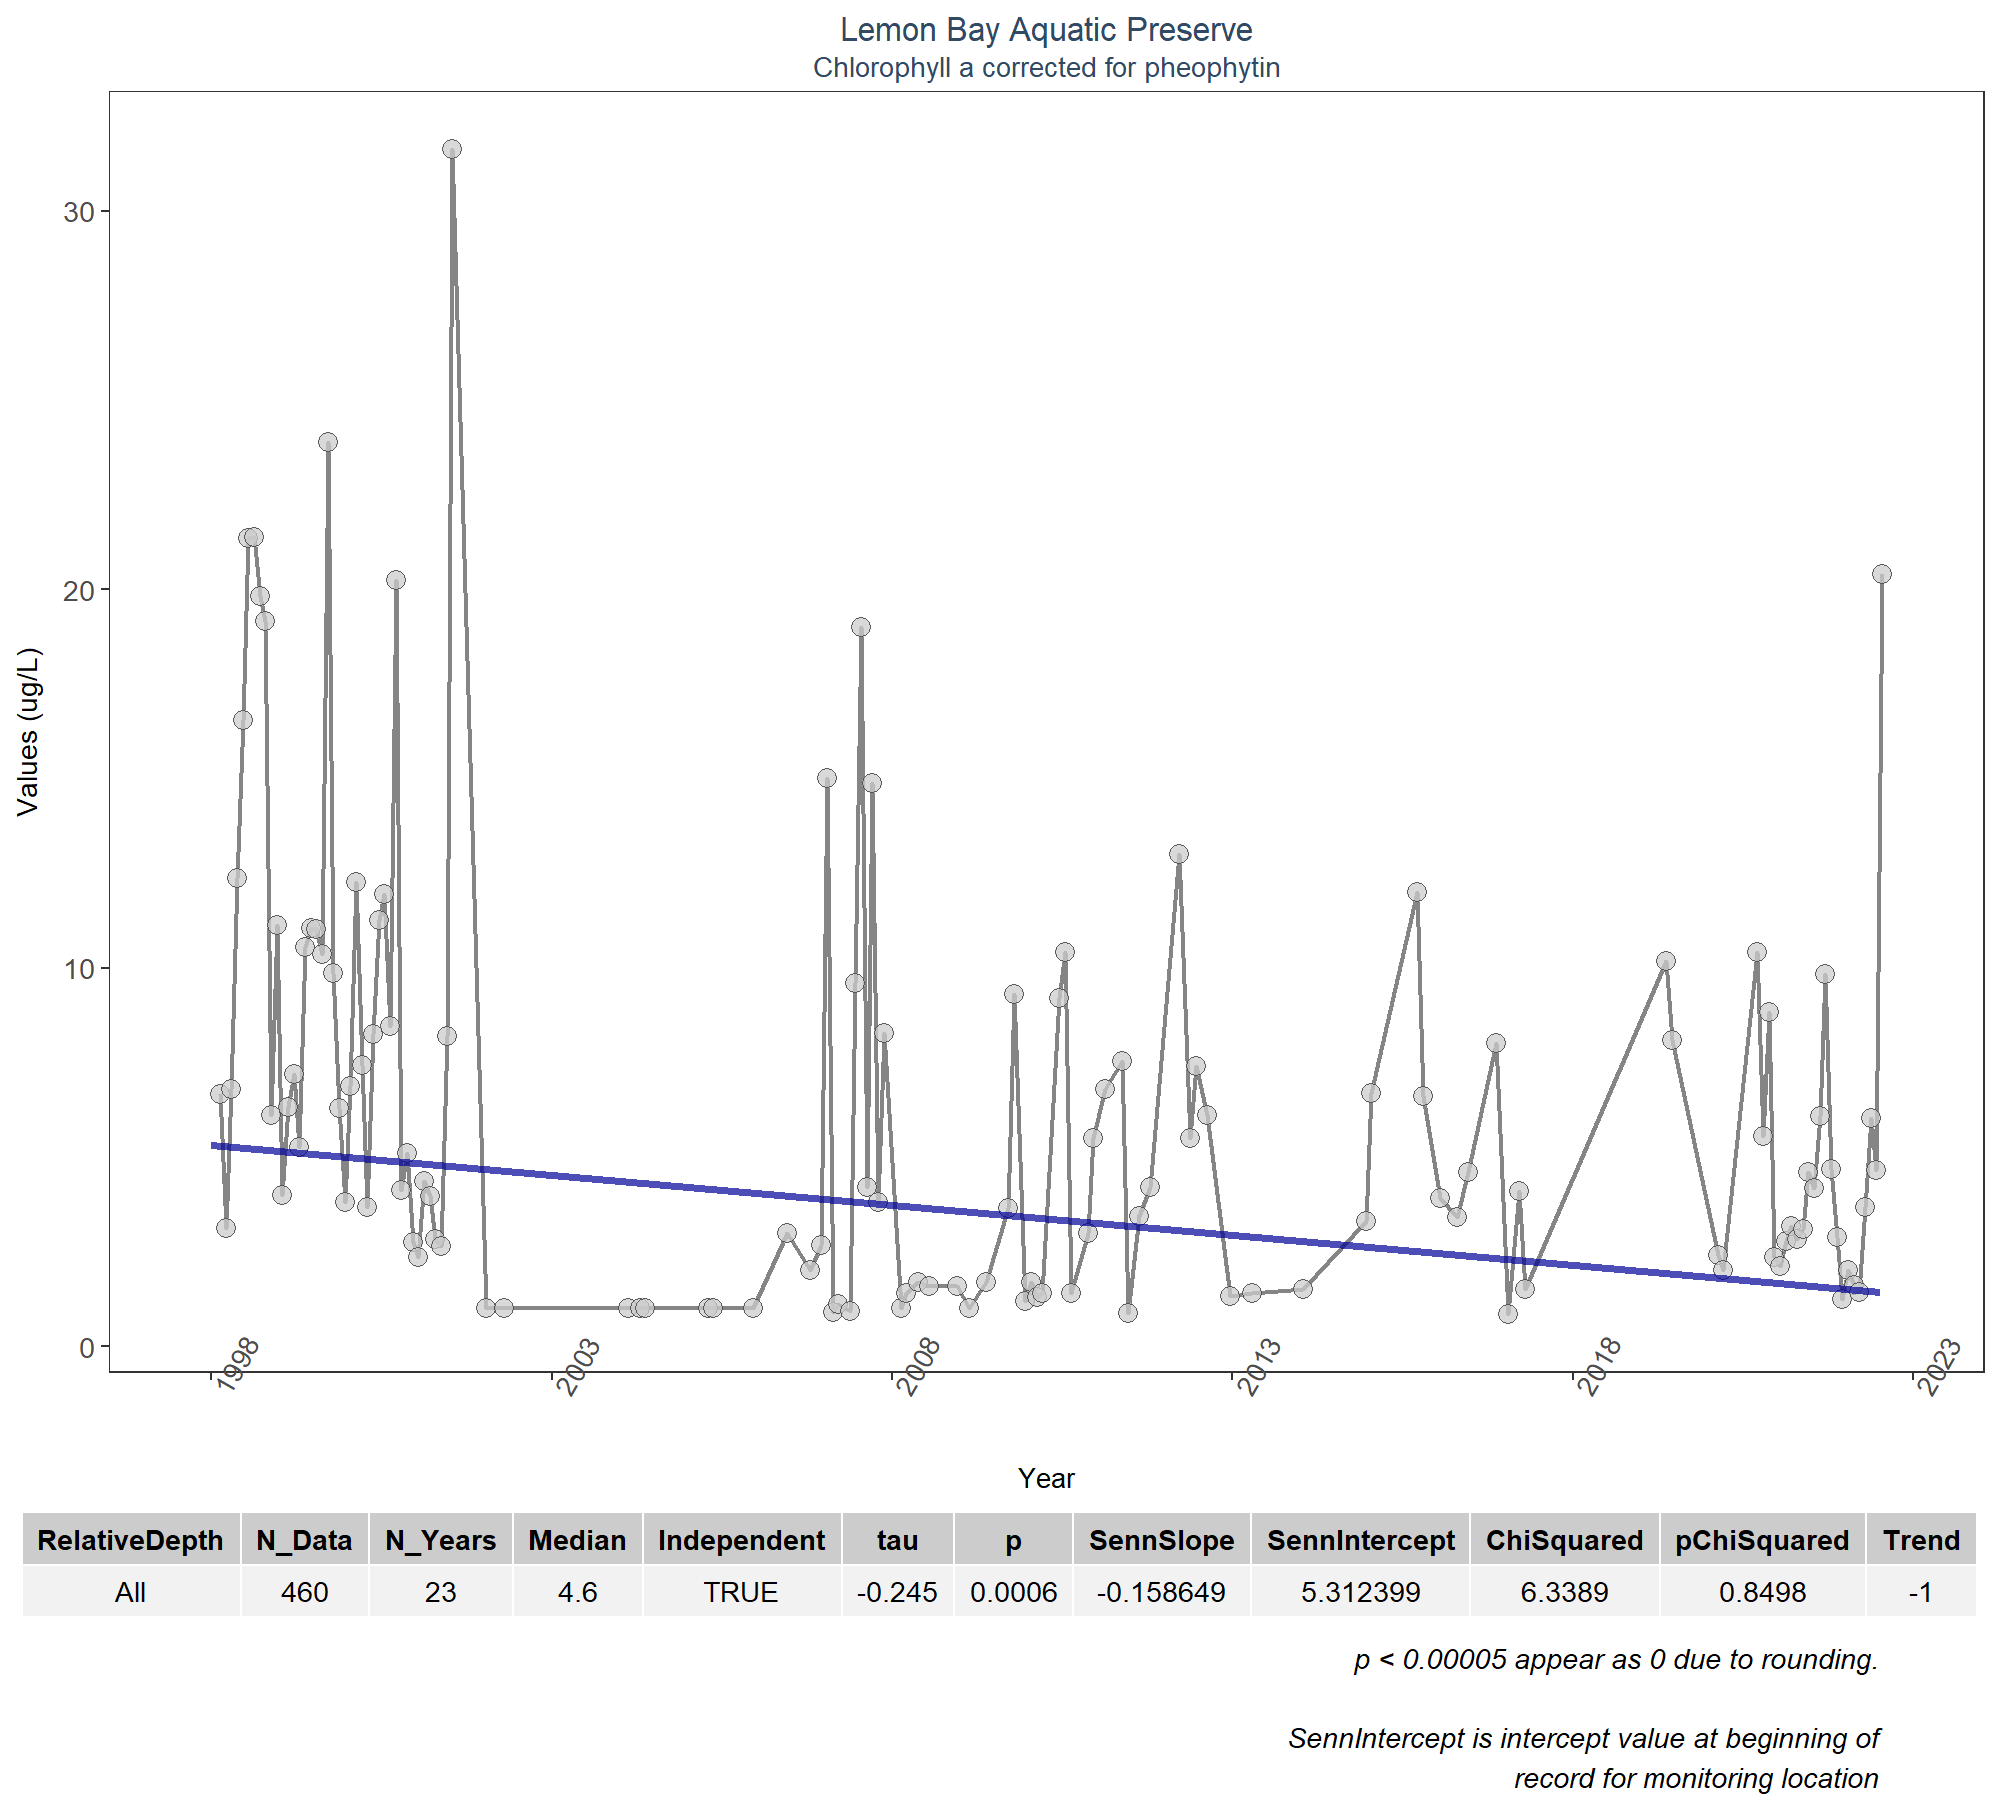 Lemon Bay Aquatic Preserve
Chlorophyll a corrected for pheophytin
Values (ug/L)
30
20
10
0
1998
2003
2008
2013
2018
2023
Year
RelativeDepth N_Data N_Years Median Independent tau p SennSlope SennIntercept ChiSquared pChiSquared Trend
All 460 23 4.6 TRUE -0.245 0.0006 -0.158649 5.312399 6.3389 0.8498 -1
p < 0.00005 appear as 0 due to rounding.
SennIntercept is intercept value at beginning of
record for monitoring location